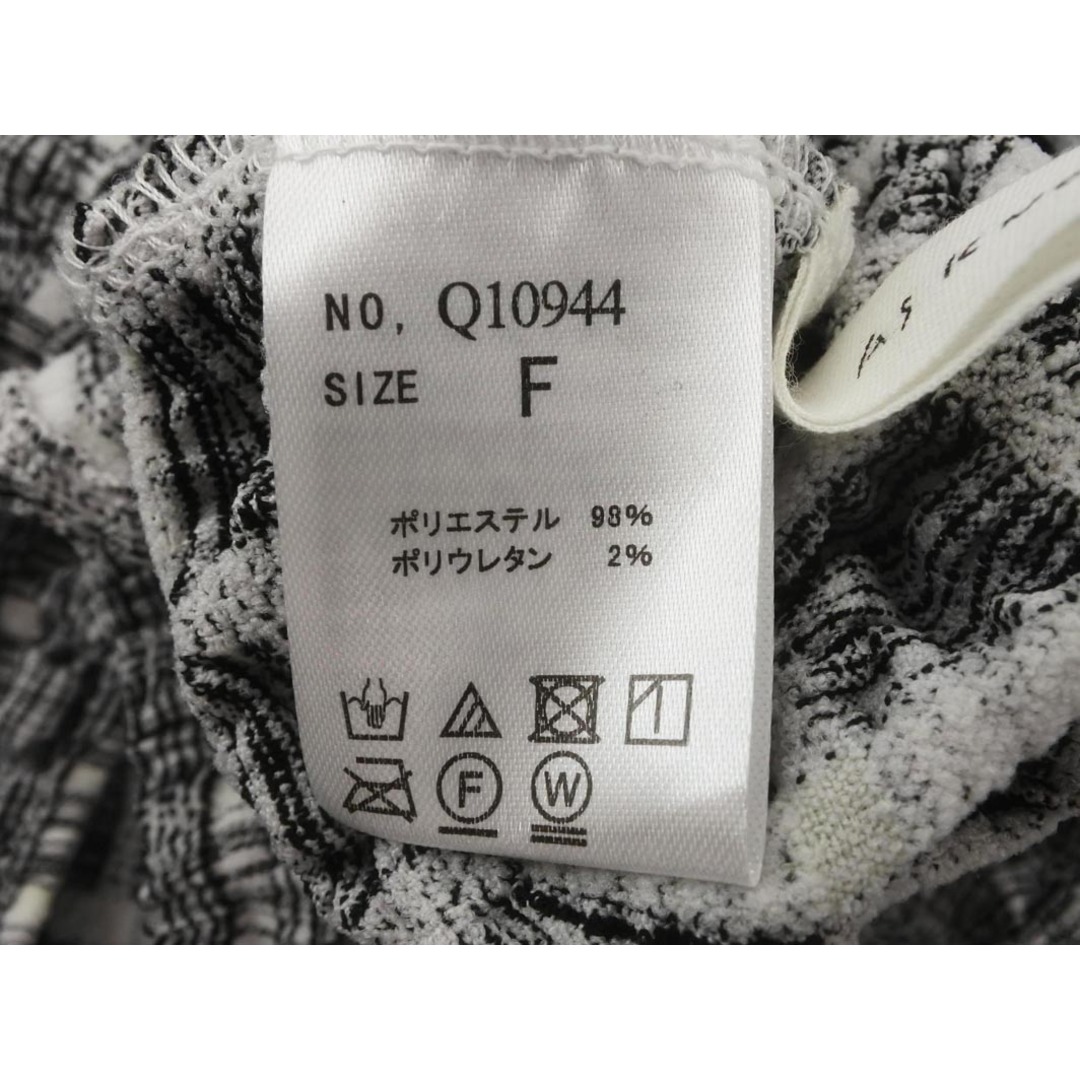 NO, Q10944
SIZE F
ポリエステル 98%
ポリウレタン 2%
F W